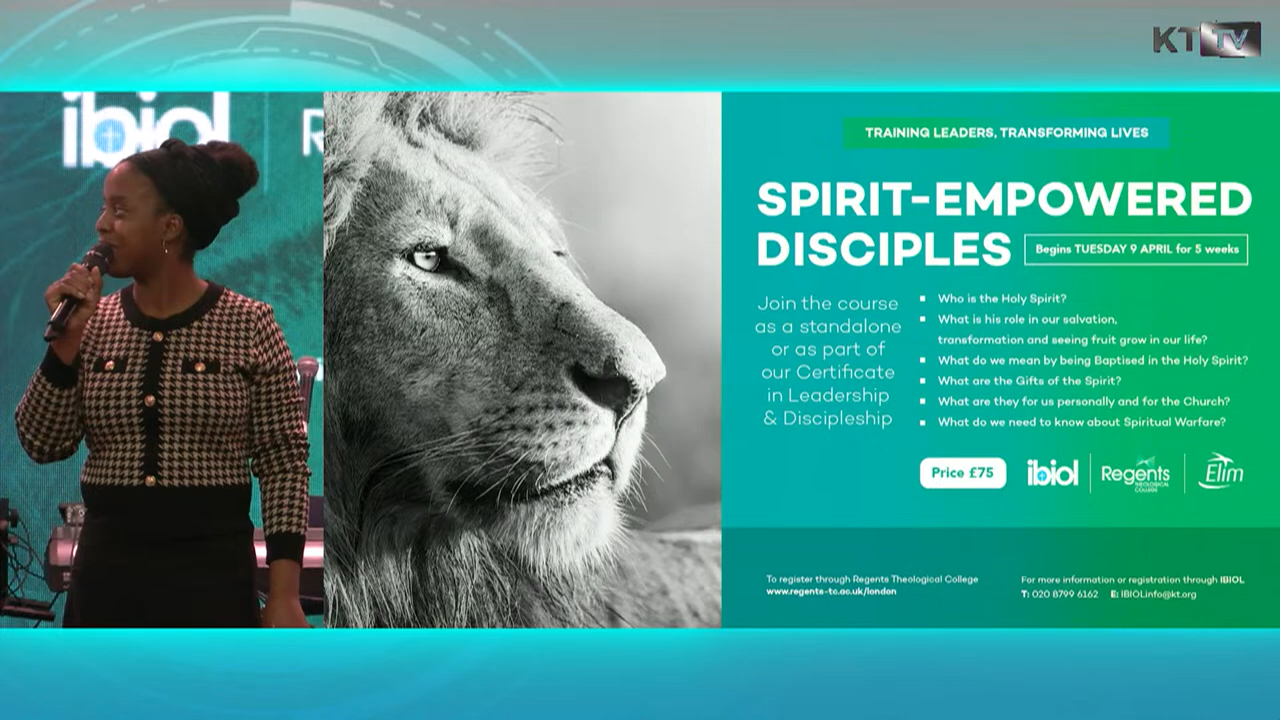 KT TV
ibiol
R
TRAINING LEADERS, TRANSFORMING LIVES
SPIRIT-EMPOWERED
DISCIPLES
Begins TUESDAY 9 APRIL for 5 weeks
Join the course
as a standalone
or as part of
our Certificate
in Leadership
& Discipleship
Who is the Holy Spirit?
What is his role in our salvation,
transformation and seeing fruit grow in our life?
What do we mean by being Baptised in the Holy Spirit?
What are the Gifts of the Spirit?
What are they for us personally and for the Church?
What do we need to know about Spiritual Warfare?
Price £75
ibiol
Regents
THEOLOGICAL
COLLEGE
Elim
To register through Regents Theological College
www.regents-tc.ac.uk/london
For more information or registration through IBIOL
T: 020 8799 6162 E: IBIOLinfo@kt.org